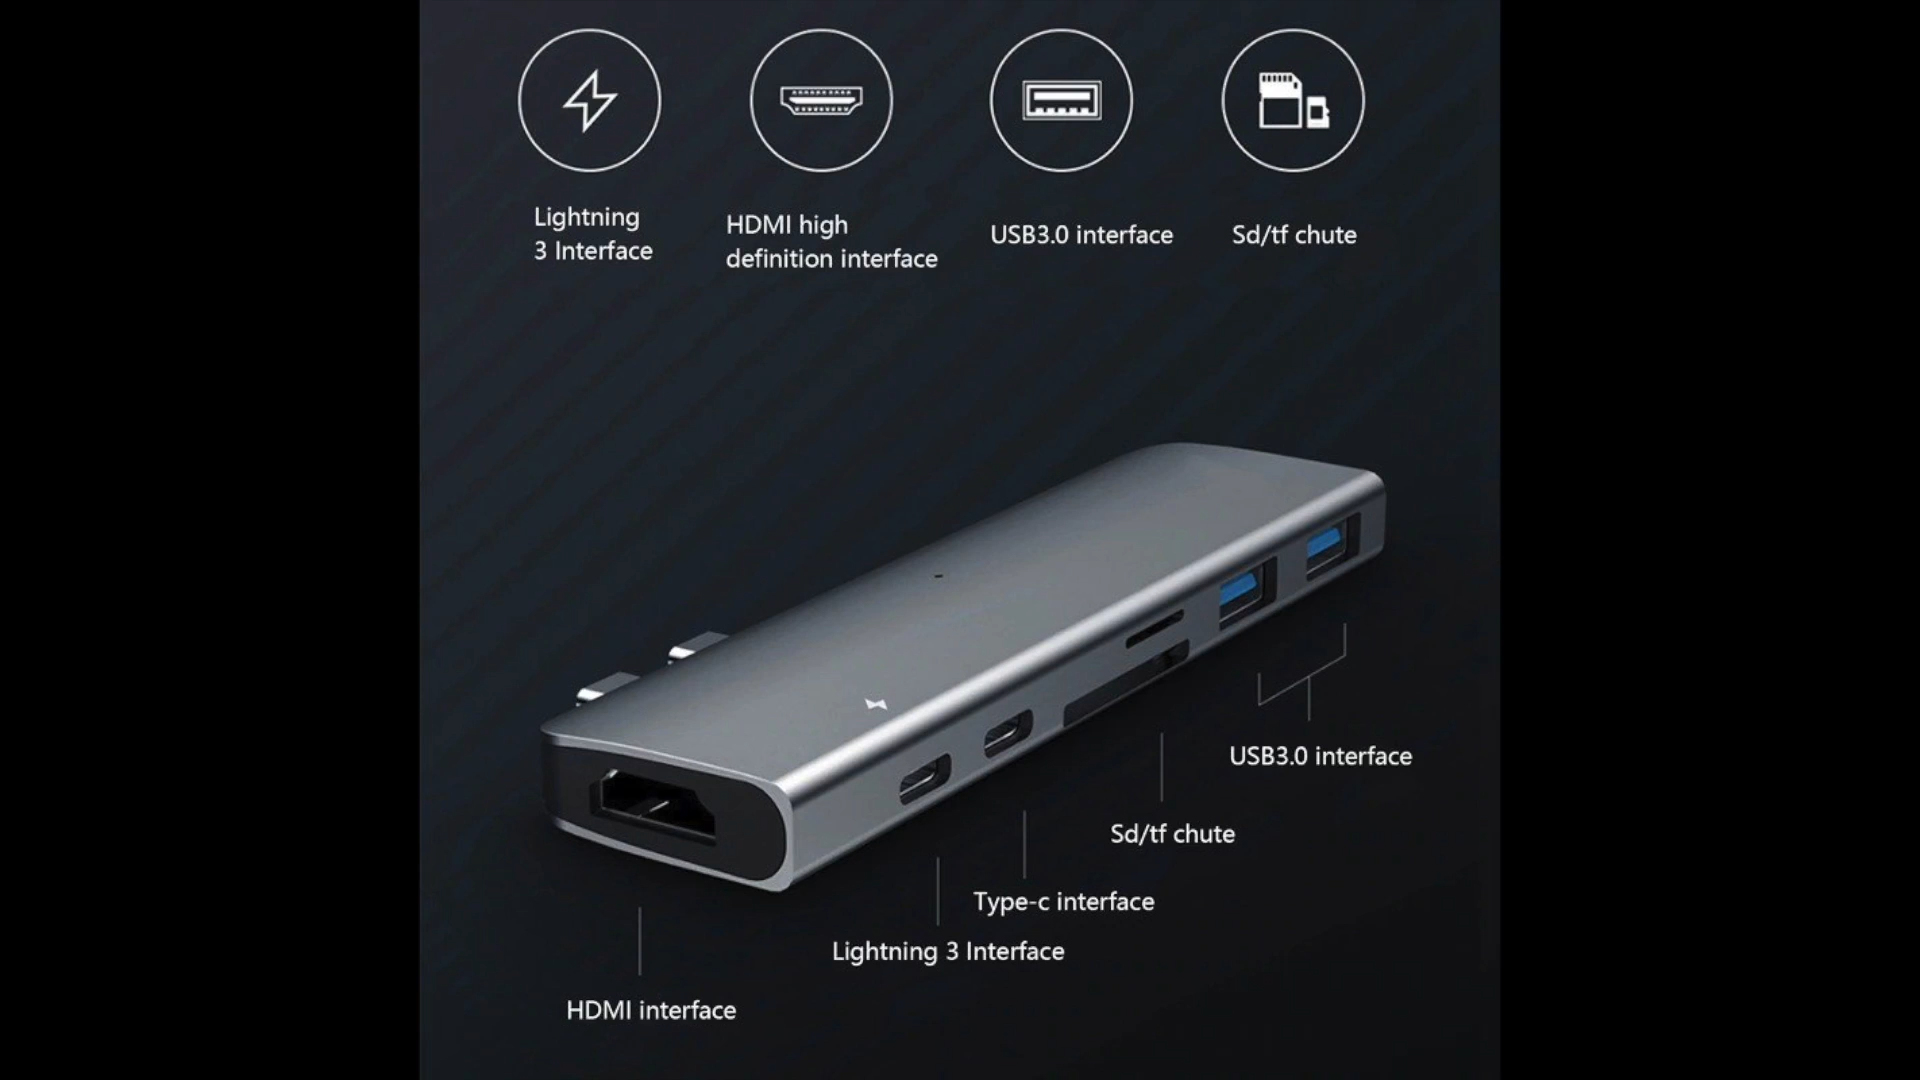 Lightning
3 Interface
HDMI high
definition interface
USB3.0 interface
Sd/tf chute
USB3.0 interface
Sd/tf chute
Type-c interface
Lightning 3 Interface
HDMI interface